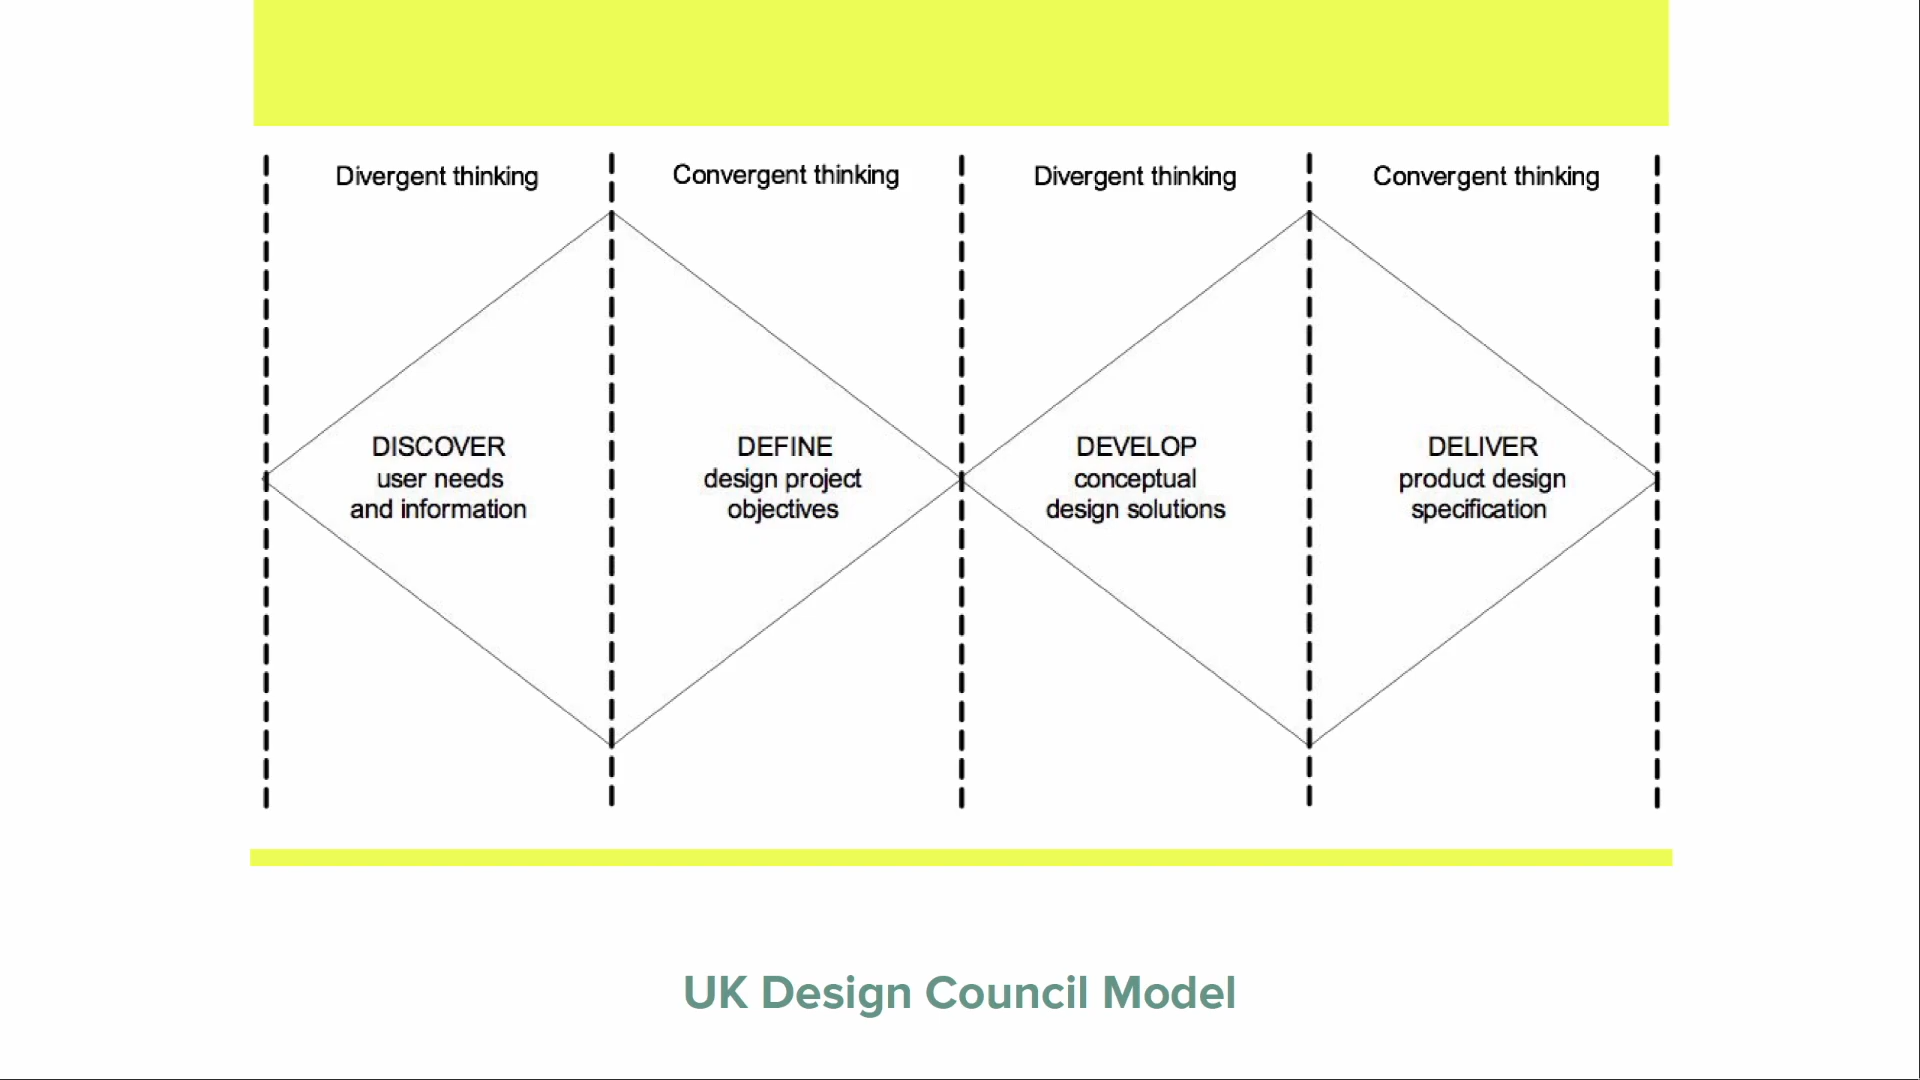 Divergent thinking
Convergent thinking
Divergent thinking
Convergent thinking
DISCOVER
user needs
and information
DEFINE
design project
objectives
DEVELOP
conceptual
design solutions
DELIVER
product design
specification
UK Design Council Model